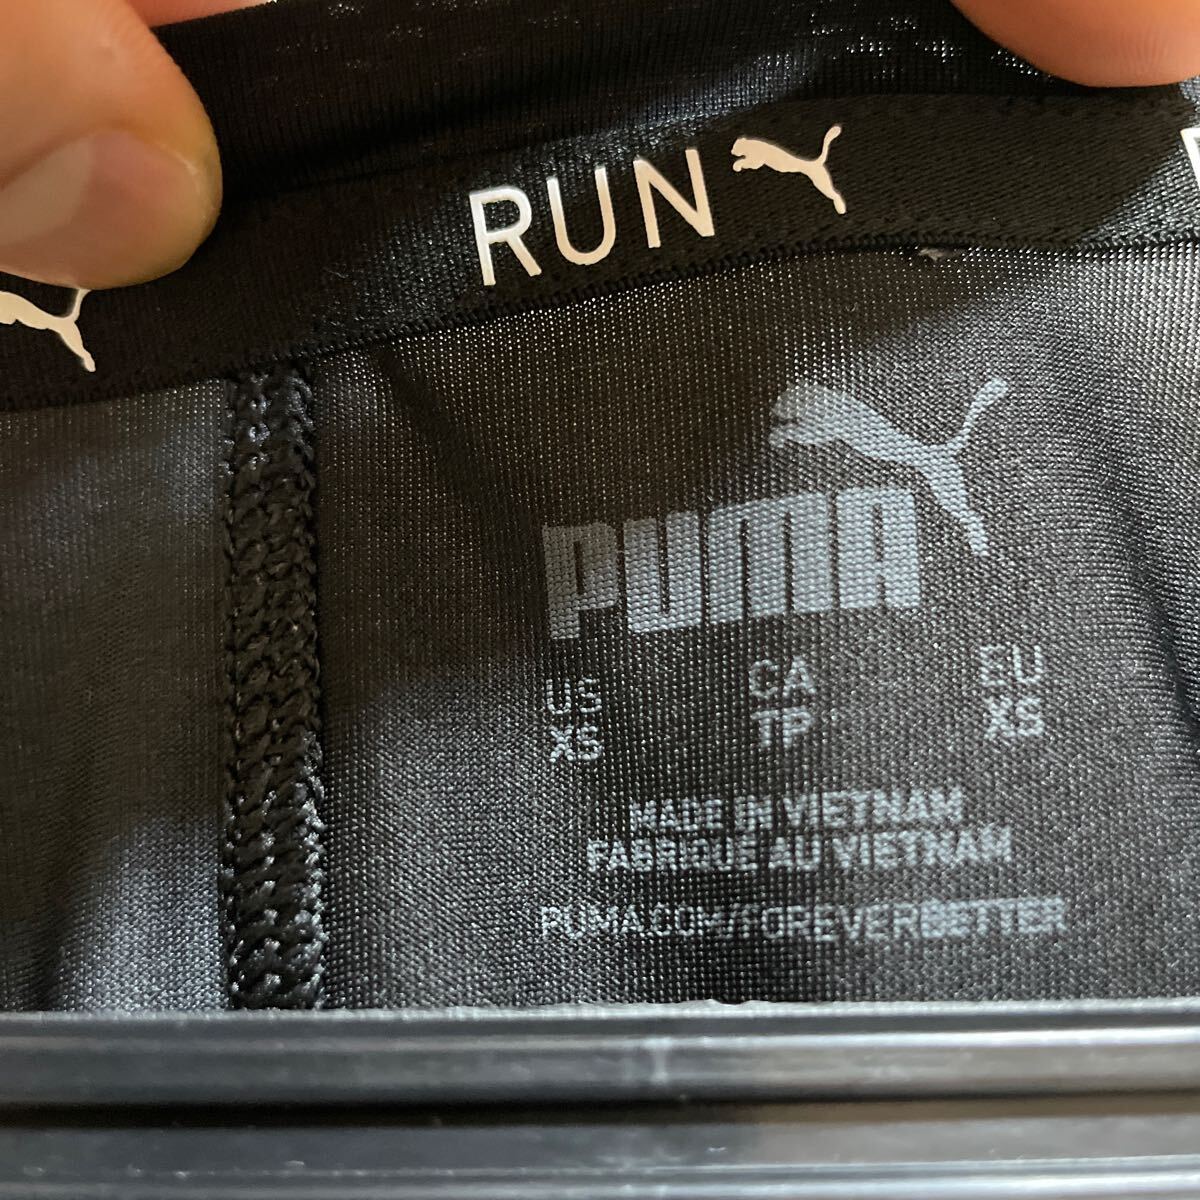 RUN
PUMA
US CA EU
XS TP XS
MADE IN VIETNAM
FABRIQUE AU VIETNAM
PUMA.COM/FOREVERBETTER